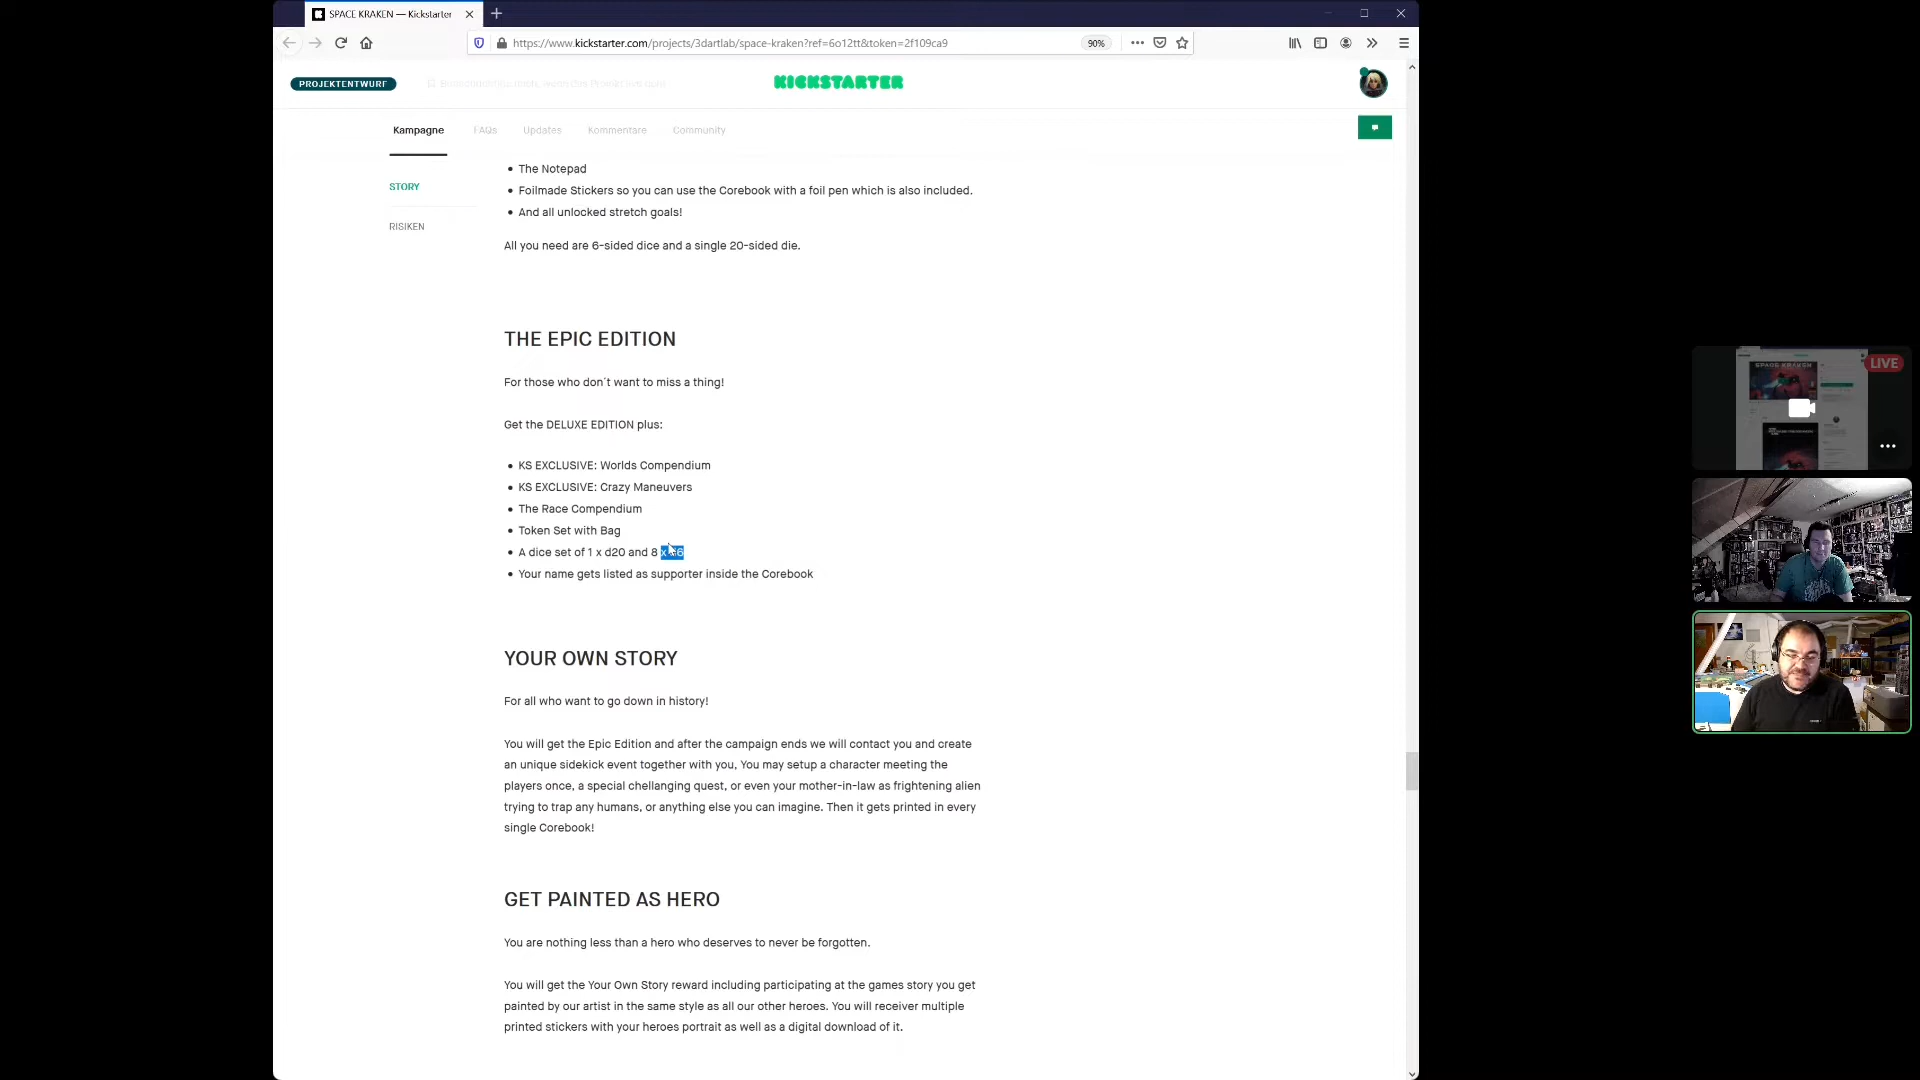 SPACE KRAKEN — Kickstarter
https://www.kickstarter.com/projects/3dartlab/space-kraken?ref=6o12tt&token=2f109ca9
90%
PROJEKTENTWURF
KICKSTARTER
Kampagne
FAQs
Updates
Kommentare
Community
STORY
RISIKEN
• The Notepad
• Foilmade Stickers so you can use the Corebook with a foil pen which is also included.
• And all unlocked stretch goals!
All you need are 6-sided dice and a single 20-sided die.
THE EPIC EDITION
For those who don´t want to miss a thing!
Get the DELUXE EDITION plus:
• KS EXCLUSIVE: Worlds Compendium
• KS EXCLUSIVE: Crazy Maneuvers
• The Race Compendium
• Token Set with Bag
• A dice set of 1 x d20 and 8 x d6
• Your name gets listed as supporter inside the Corebook
YOUR OWN STORY
For all who want to go down in history!
You will get the Epic Edition and after the campaign ends we will contact you and create
an unique sidekick event together with you, You may setup a character meeting the
players once, a special chellanging quest, or even your mother-in-law as frightening alien
trying to trap any humans, or anything else you can imagine. Then it gets printed in every
single Corebook!
GET PAINTED AS HERO
You are nothing less than a hero who deserves to never be forgotten.
You will get the Your Own Story reward including participating at the games story you get
painted by our artist in the same style as all our other heroes. You will receiver multiple
printed stickers with your heroes portrait as well as a digital download of it.
LIVE
SPACE KRAKEN